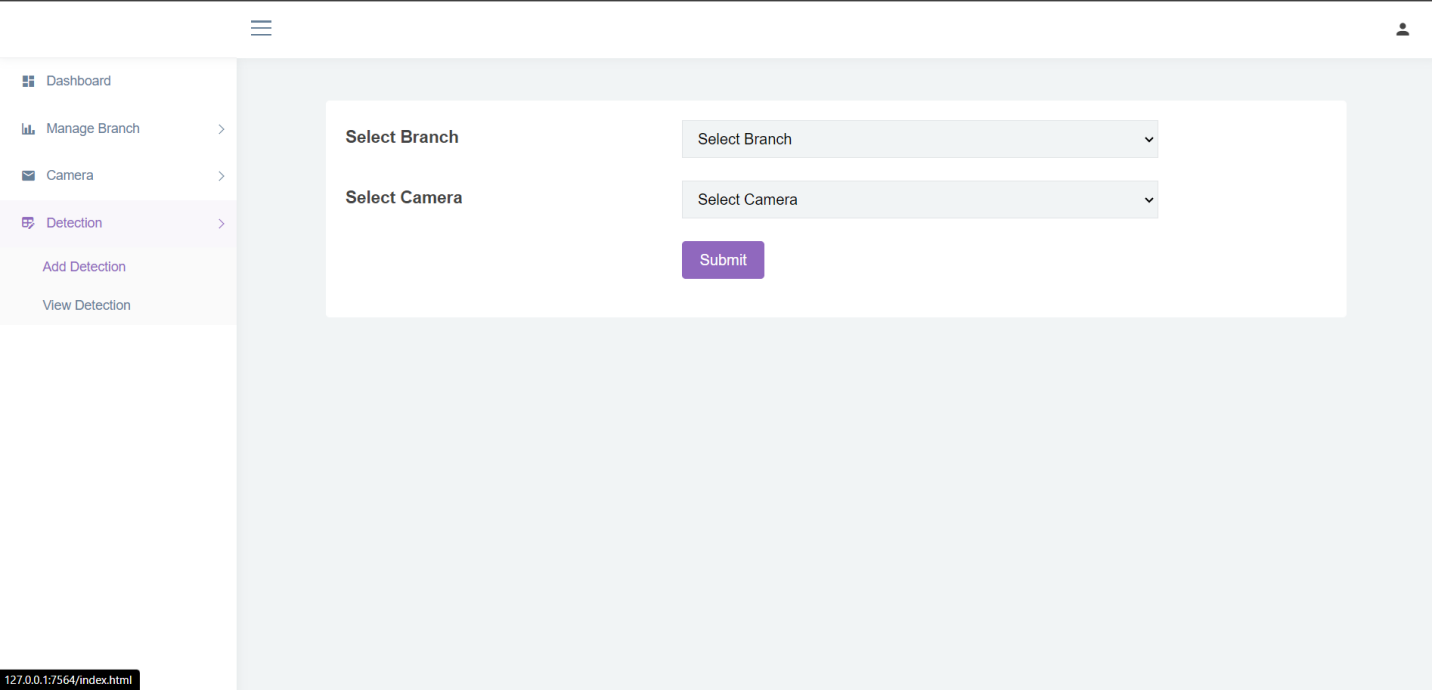 Dashboard
Manage Branch
Camera
Detection
Add Detection
View Detection
Select Branch
Select Branch
Select Camera
Select Camera
Submit
127.0.0.1:7564/index.html